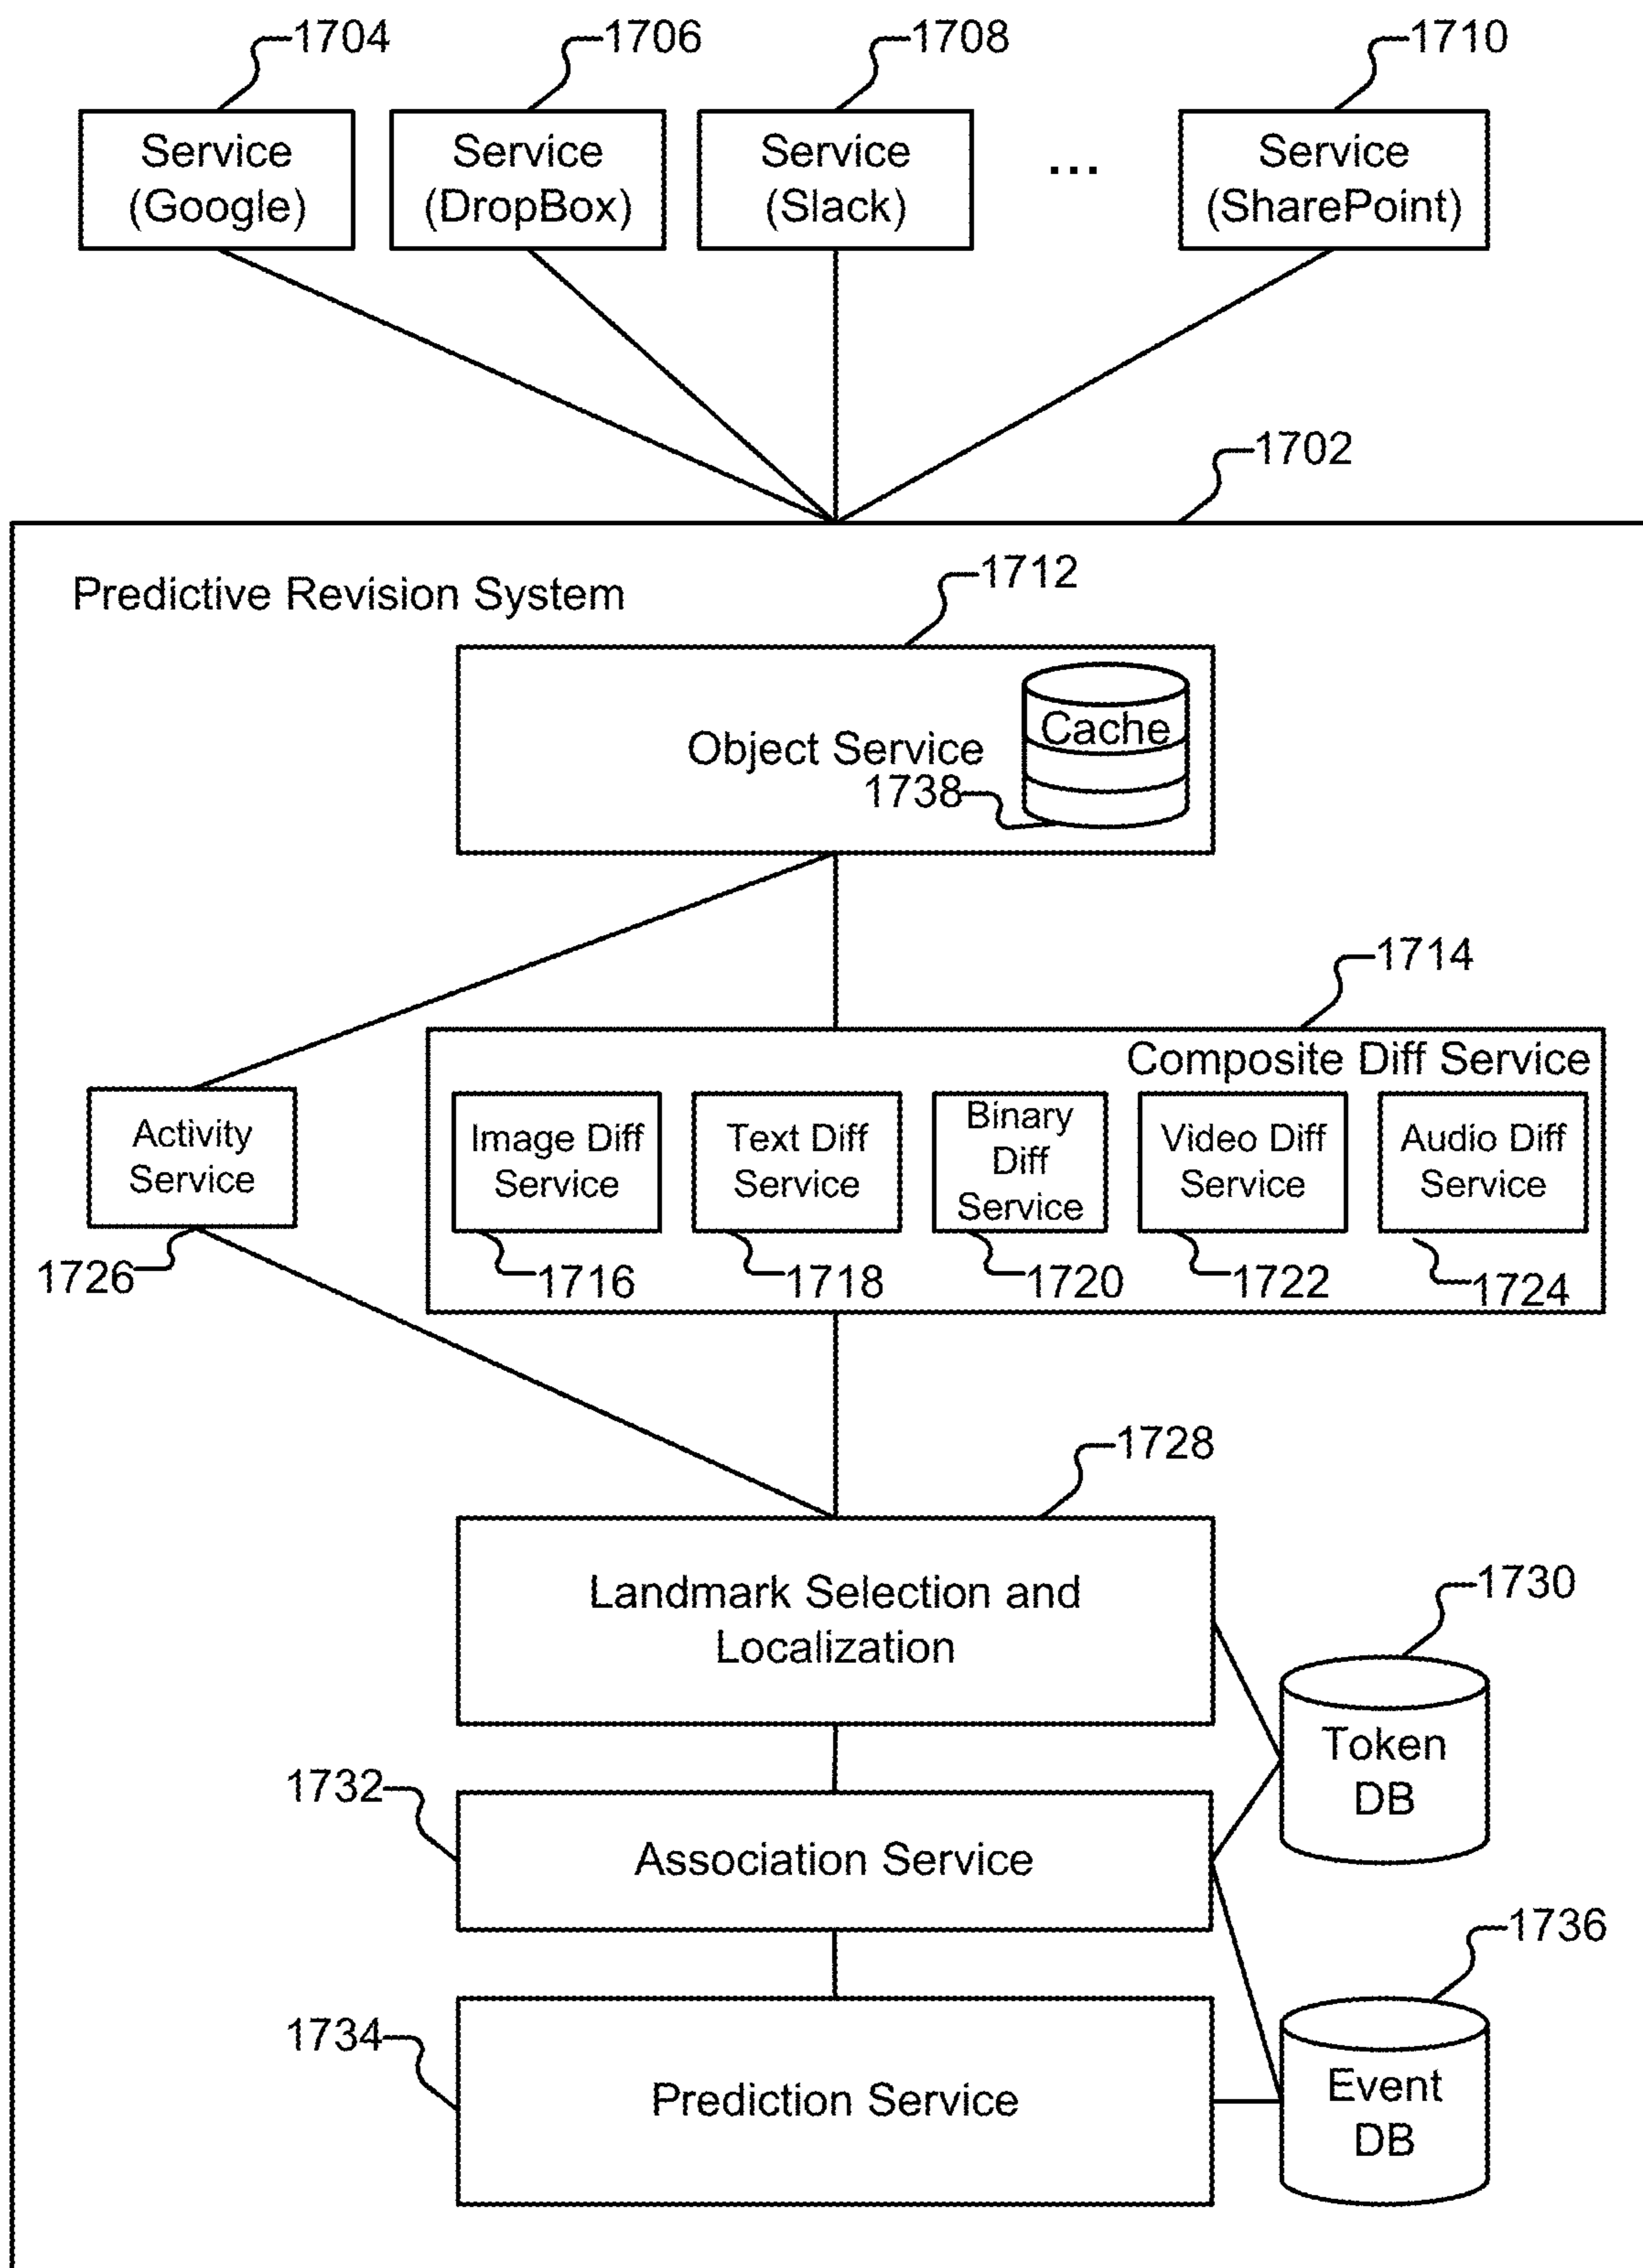 1704
1706
1708
1710
Service
(Google)
Service
(DropBox)
Service
(Slack)
...
Service
(SharePoint)
1702
Predictive Revision System
1712
Object Service
Cache
1738
1714
Composite Diff Service
Activity
Service
1726
Image Diff
Service
1716
Text Diff
Service
1718
Binary
Diff
Service
1720
Video Diff
Service
1722
Audio Diff
Service
1724
1728
Landmark Selection and
Localization
1730
Token
DB
1732
Association Service
1736
Event
DB
1734
Prediction Service